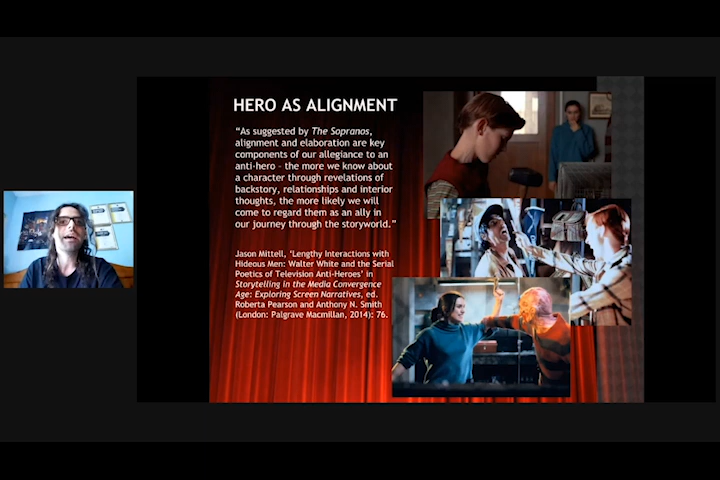 HERO AS ALIGNMENT
“As suggested by The Sopranos,
alignment and elaboration are key
components of our allegiance to an
anti-hero – the more we know about
a character through revelations of
backstory, relationships and interior
thoughts, the more likely we will
come to regard them as an ally in
our journey through the storyworld.”
Jason Mittell, ‘Lengthy Interactions with
Hideous Men: Walter White and the Serial
Poetics of Television Anti-Heroes’ in
Storytelling in the Media Convergence
Age: Exploring Screen Narratives, ed.
Roberta Pearson and Anthony N. Smith
(London: Palgrave Macmillan, 2014): 76.